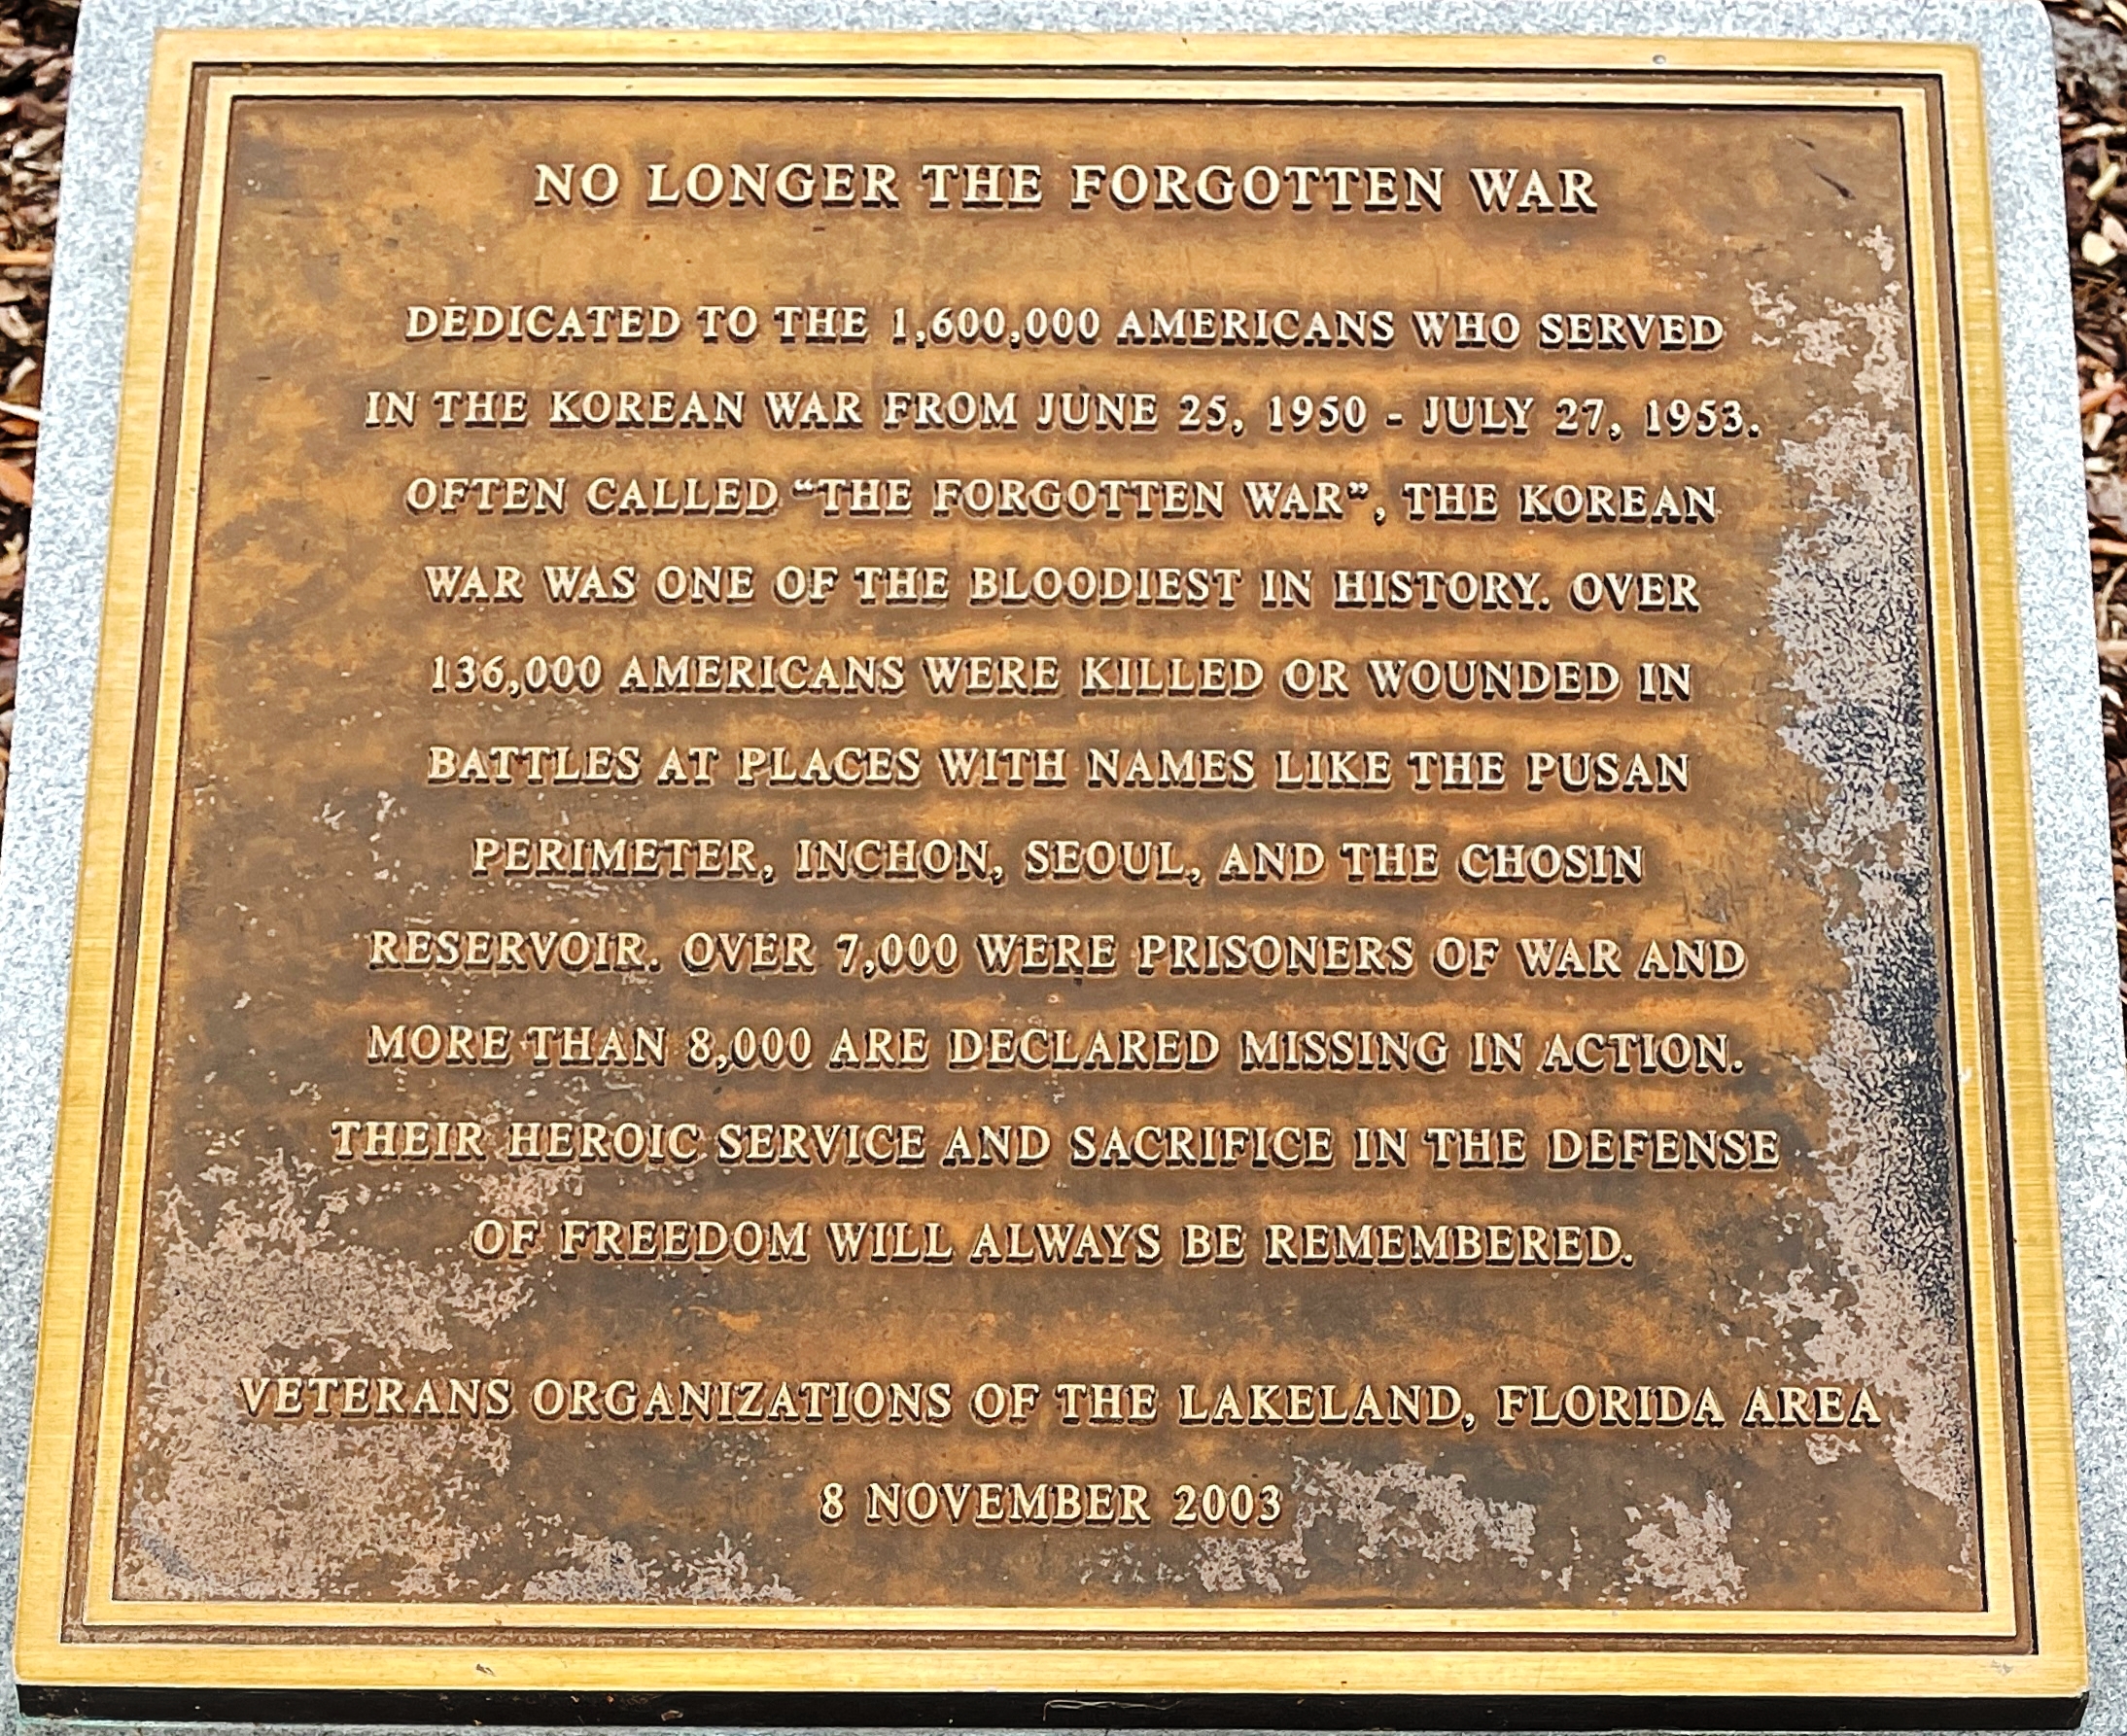 NO LONGER THE FORGOTTEN WAR
DEDICATED TO THE 1,600,000 AMERICANS WHO SERVED
IN THE KOREAN WAR FROM JUNE 25, 1950 - JULY 27, 1953.
OFTEN CALLED “THE FORGOTTEN WAR”, THE KOREAN
WAR WAS ONE OF THE BLOODIEST IN HISTORY. OVER
136,000 AMERICANS WERE KILLED OR WOUNDED IN
BATTLES AT PLACES WITH NAMES LIKE THE PUSAN
PERIMETER, INCHON, SEOUL, AND THE CHOSIN
RESERVOIR. OVER 7,000 WERE PRISONERS OF WAR AND
MORE THAN 8,000 ARE DECLARED MISSING IN ACTION.
THEIR HEROIC SERVICE AND SACRIFICE IN THE DEFENSE
OF FREEDOM WILL ALWAYS BE REMEMBERED.
VETERANS ORGANIZATIONS OF THE LAKELAND, FLORIDA AREA
8 NOVEMBER 2003